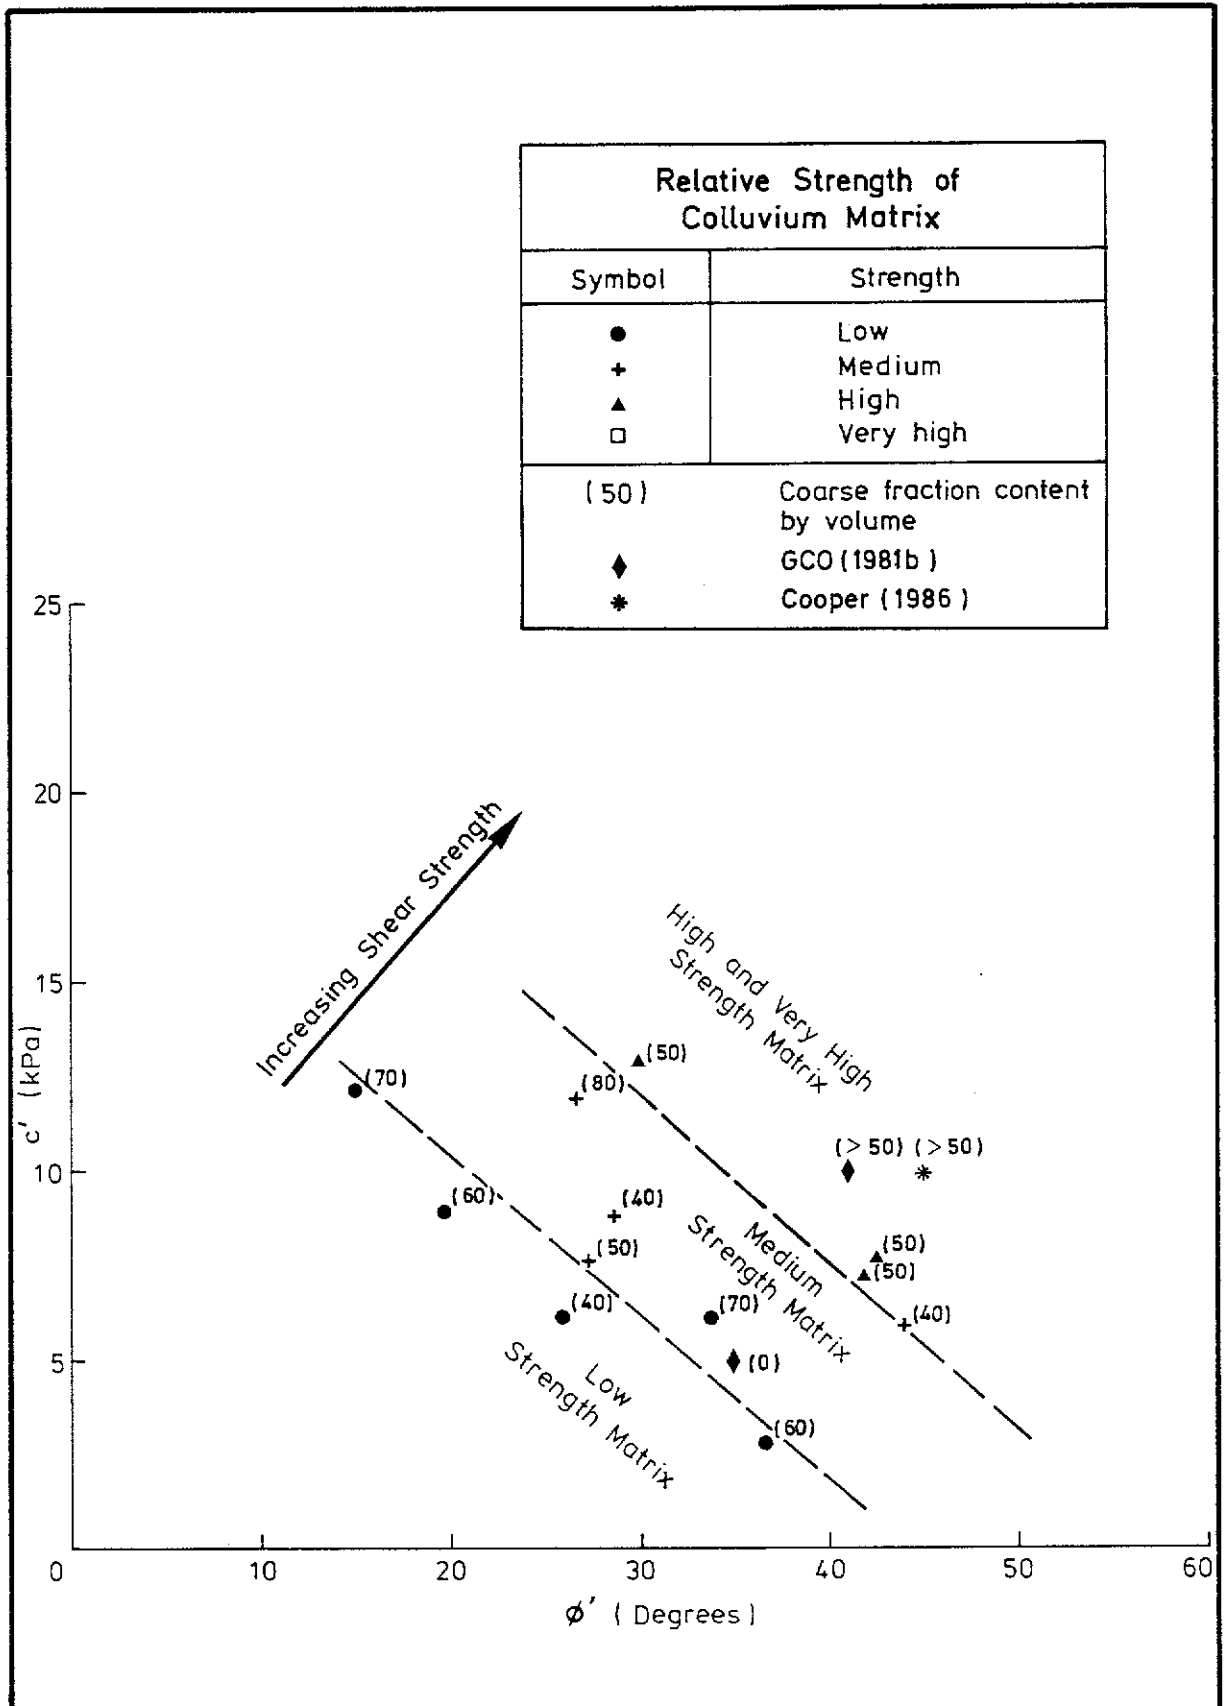 Relative Strength of
Colluvium Matrix
Symbol Strength
Low
Medium
High
Very high
(50) Coarse fraction content
by volume
GCO (1981b)
Cooper (1986)
25
20
15
10
5
0
10
20
30
40
50
60
c' (kPa)
ϕ' (Degrees)
Increasing Shear Strength
High and Very High
Strength Matrix
Medium
Strength Matrix
Low
Strength Matrix
(70)
(50)
(80)
(>50) (>50)
(60)
(40)
(50)
(50)
(50)
(40)
(70)
(40)
(0)
(60)